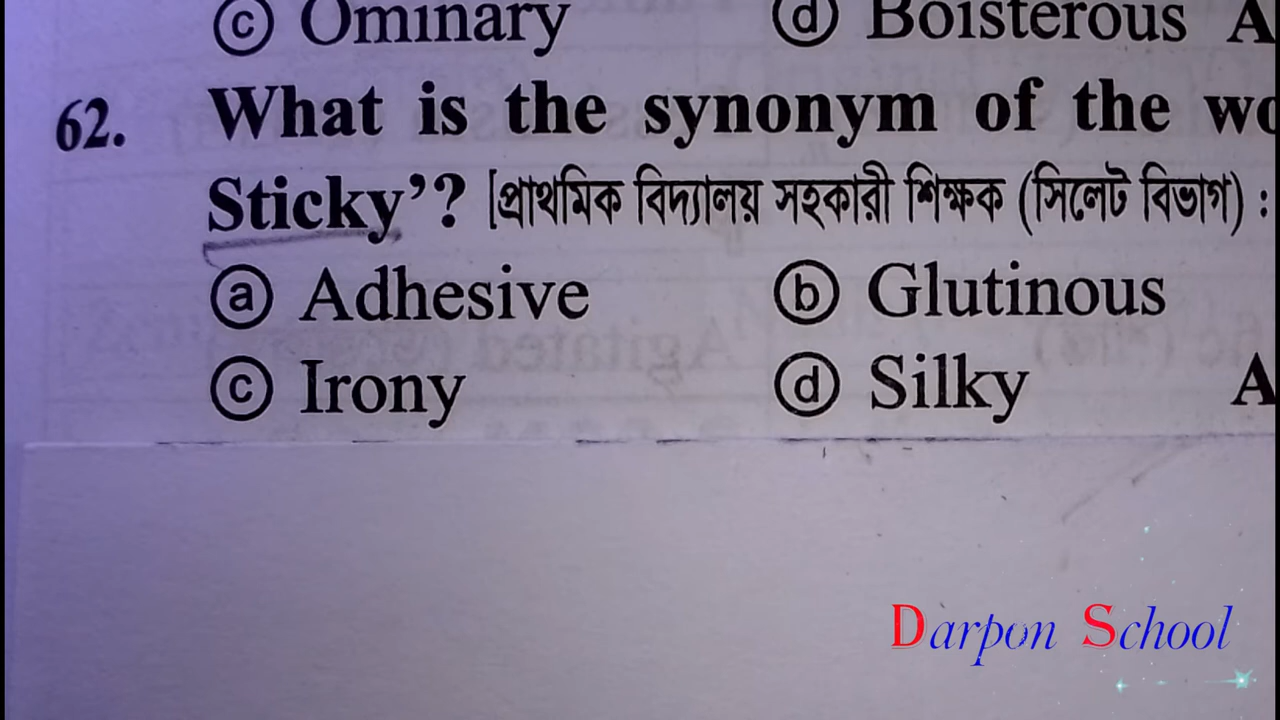 ⓒ Ominary ⓓ Boisterous
62. What is the synonym of the
Sticky’? [প্রাথমিক বিদ্যালয় সহকারী শিক্ষক (সিলেট বিভাগ) :
ⓐ Adhesive ⓑ Glutinous
ⓒ Irony ⓓ Silky
Darpon School